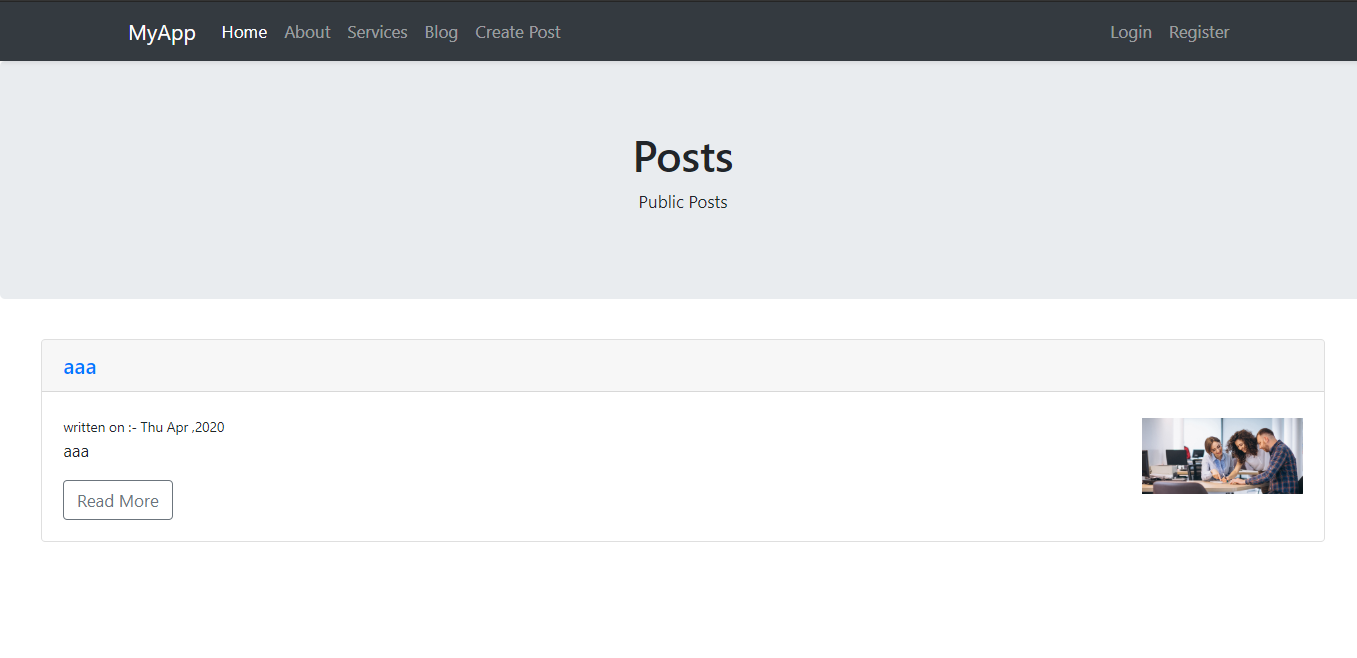 MyApp Home About Services Blog Create Post Login Register
Posts
Public Posts
aaa
written on :- Thu Apr ,2020
aaa
Read More